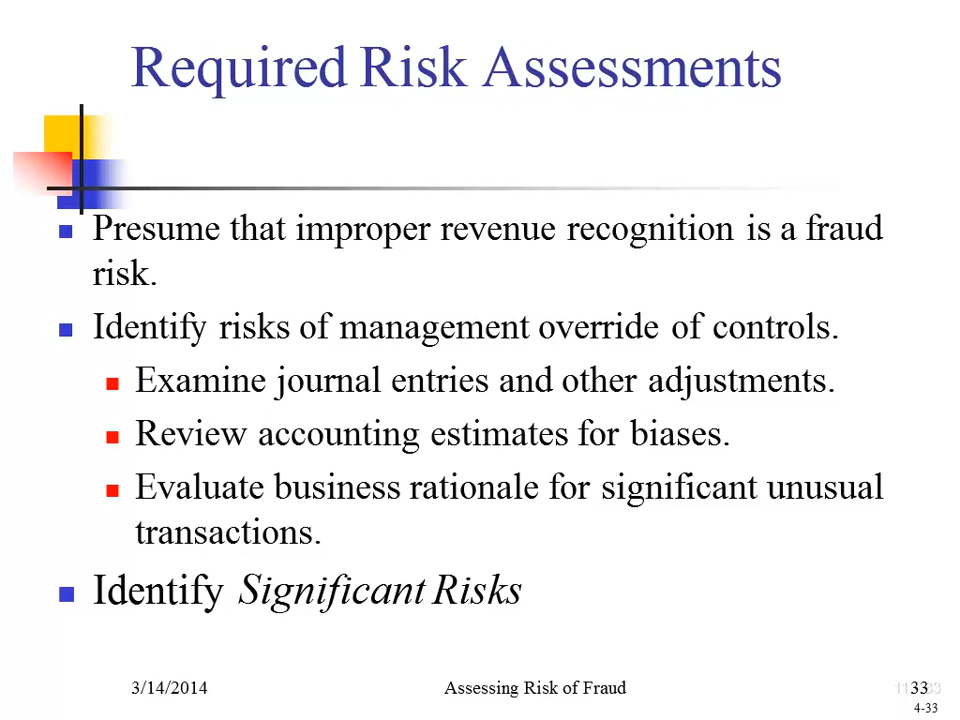 Required Risk Assessments
Presume that improper revenue recognition is a fraud
risk.
Identify risks of management override of controls.
Examine journal entries and other adjustments.
Review accounting estimates for biases.
Evaluate business rationale for significant unusual
transactions.
Identify Significant Risks
3/14/2014
Assessing Risk of Fraud
33
4-33